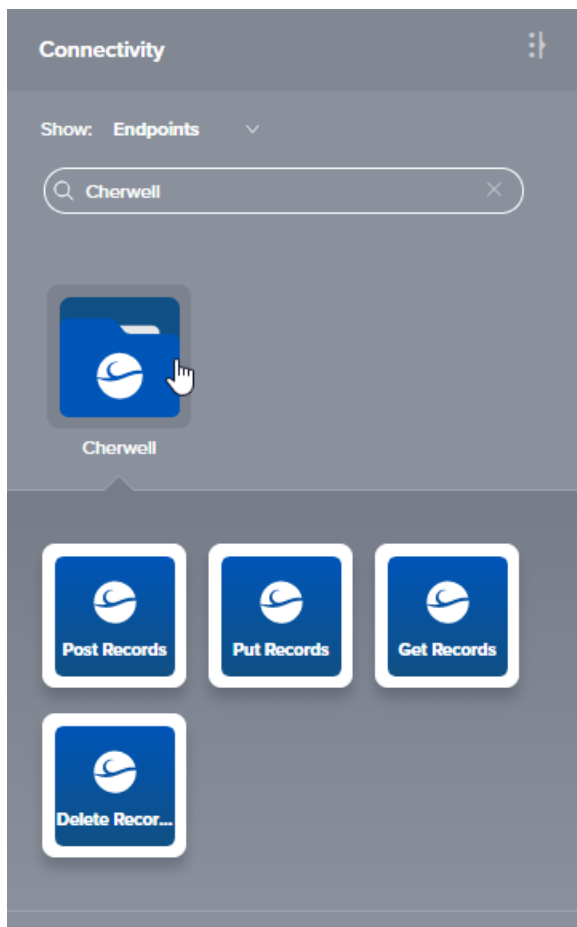 Connectivity
Show: Endpoints
Cherwell
Cherwell
Post Records
Put Records
Get Records
Delete Recor...